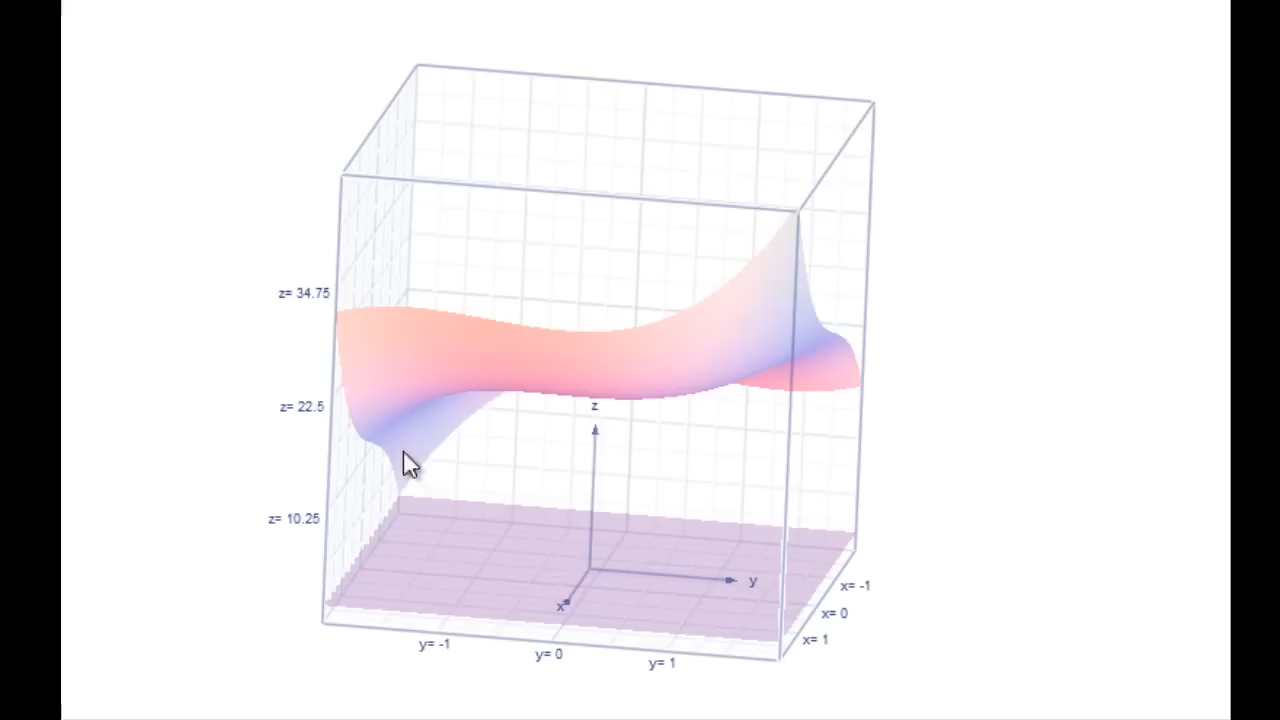 z= 34.75
z= 22.5
z
z= 10.25
y
x= -1
x
x= 0
x= 1
y= -1
y= 0
y= 1